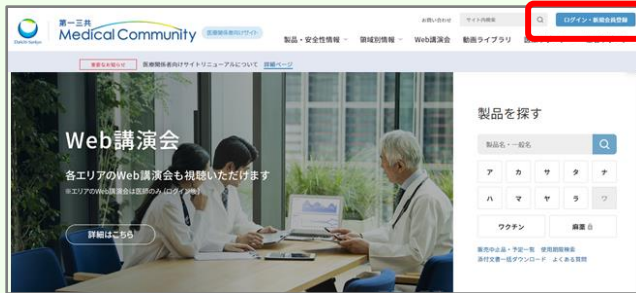 Daiichi-Sankyo
第一三共
Medical Community
医療関係者向けサイト
お問い合わせ
サイト内検索
ログイン・新規会員登録
製品・安全性情報
領域別情報
Web講演会
動画ライブラリ
重要なお知らせ
医療関係者向けサイトリニューアルについて 詳細ページ
Web講演会
各エリアのWeb講演会も視聴いただけます
※エリアのWeb講演会は医師のみ (ログイン後)
詳細はこちら
製品を探す
製品名・一般名
ア カ サ タ ナ
ハ マ ヤ ラ ワ
ワクチン 麻薬
販売中止品・予定一覧 使用期限検索
添付文書一括ダウンロード よくある質問